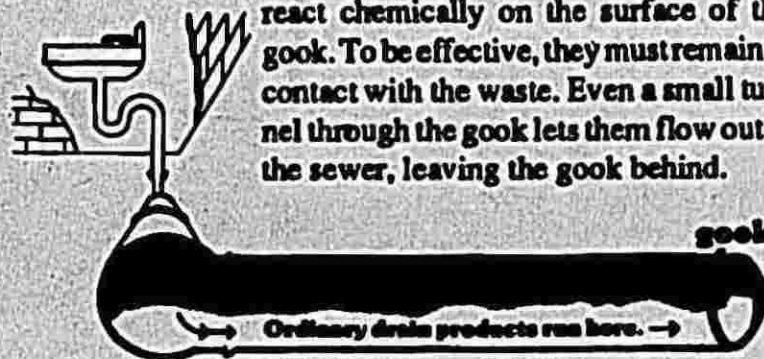 react chemically on the surface of t
gook. To be effective, they must remain
contact with the waste. Even a small tu
nel through the gook lets them flow out
the sewer, leaving the gook behind.
gook
Ordinary drain products run here.